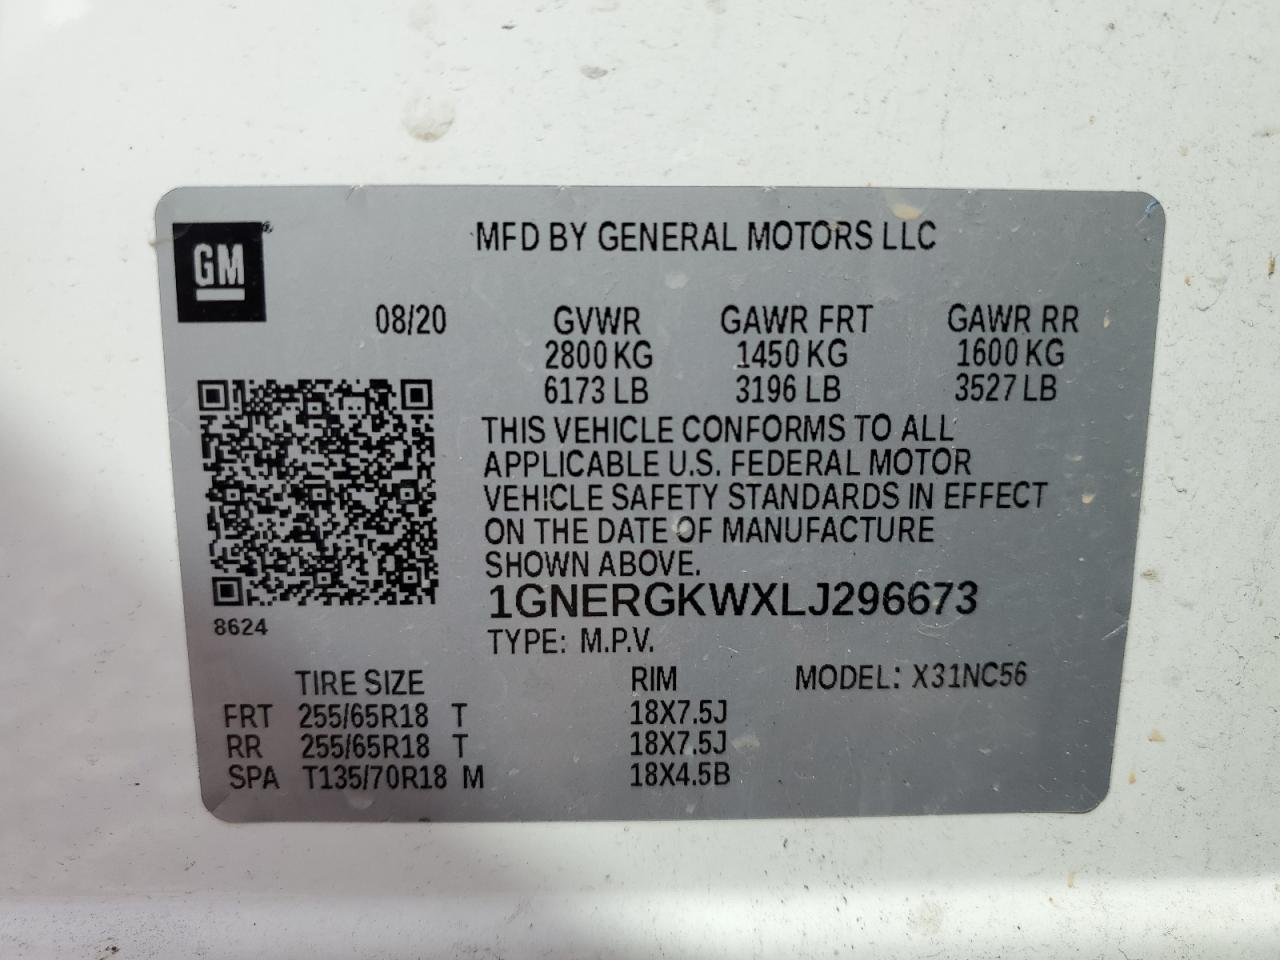 GM
MFD BY GENERAL MOTORS LLC
08/20 GVWR GAWR FRT GAWR RR
2800 KG 1450 KG 1600 KG
6173 LB 3196 LB 3527 LB
THIS VEHICLE CONFORMS TO ALL
APPLICABLE U.S. FEDERAL MOTOR
VEHICLE SAFETY STANDARDS IN EFFECT
ON THE DATE OF MANUFACTURE
SHOWN ABOVE.
1GNERGKWXLJ296673
8624
TYPE: M.P.V.
TIRE SIZE RIM MODEL: X31NC56
FRT 255/65R18 T 18X7.5J
RR 255/65R18 T 18X7.5J
SPA T135/70R18 M 18X4.5B